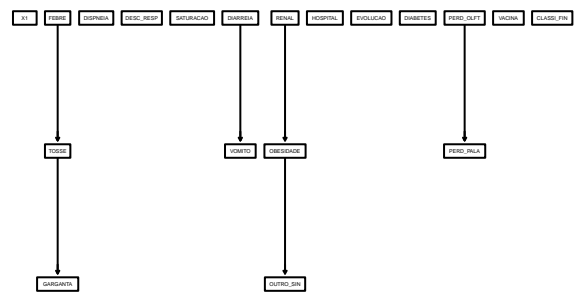 X1 FEBRE DISPNEIA DESC_RESP SATURACAO DIARREIA RENAL HOSPITAL EVOLUCAO DIABETES PERD_OLFT VACINA CLASSI_FIN
TOSSE VOMITO OBESIDADE PERD_PALA
GARGANTA OUTRO_SIN